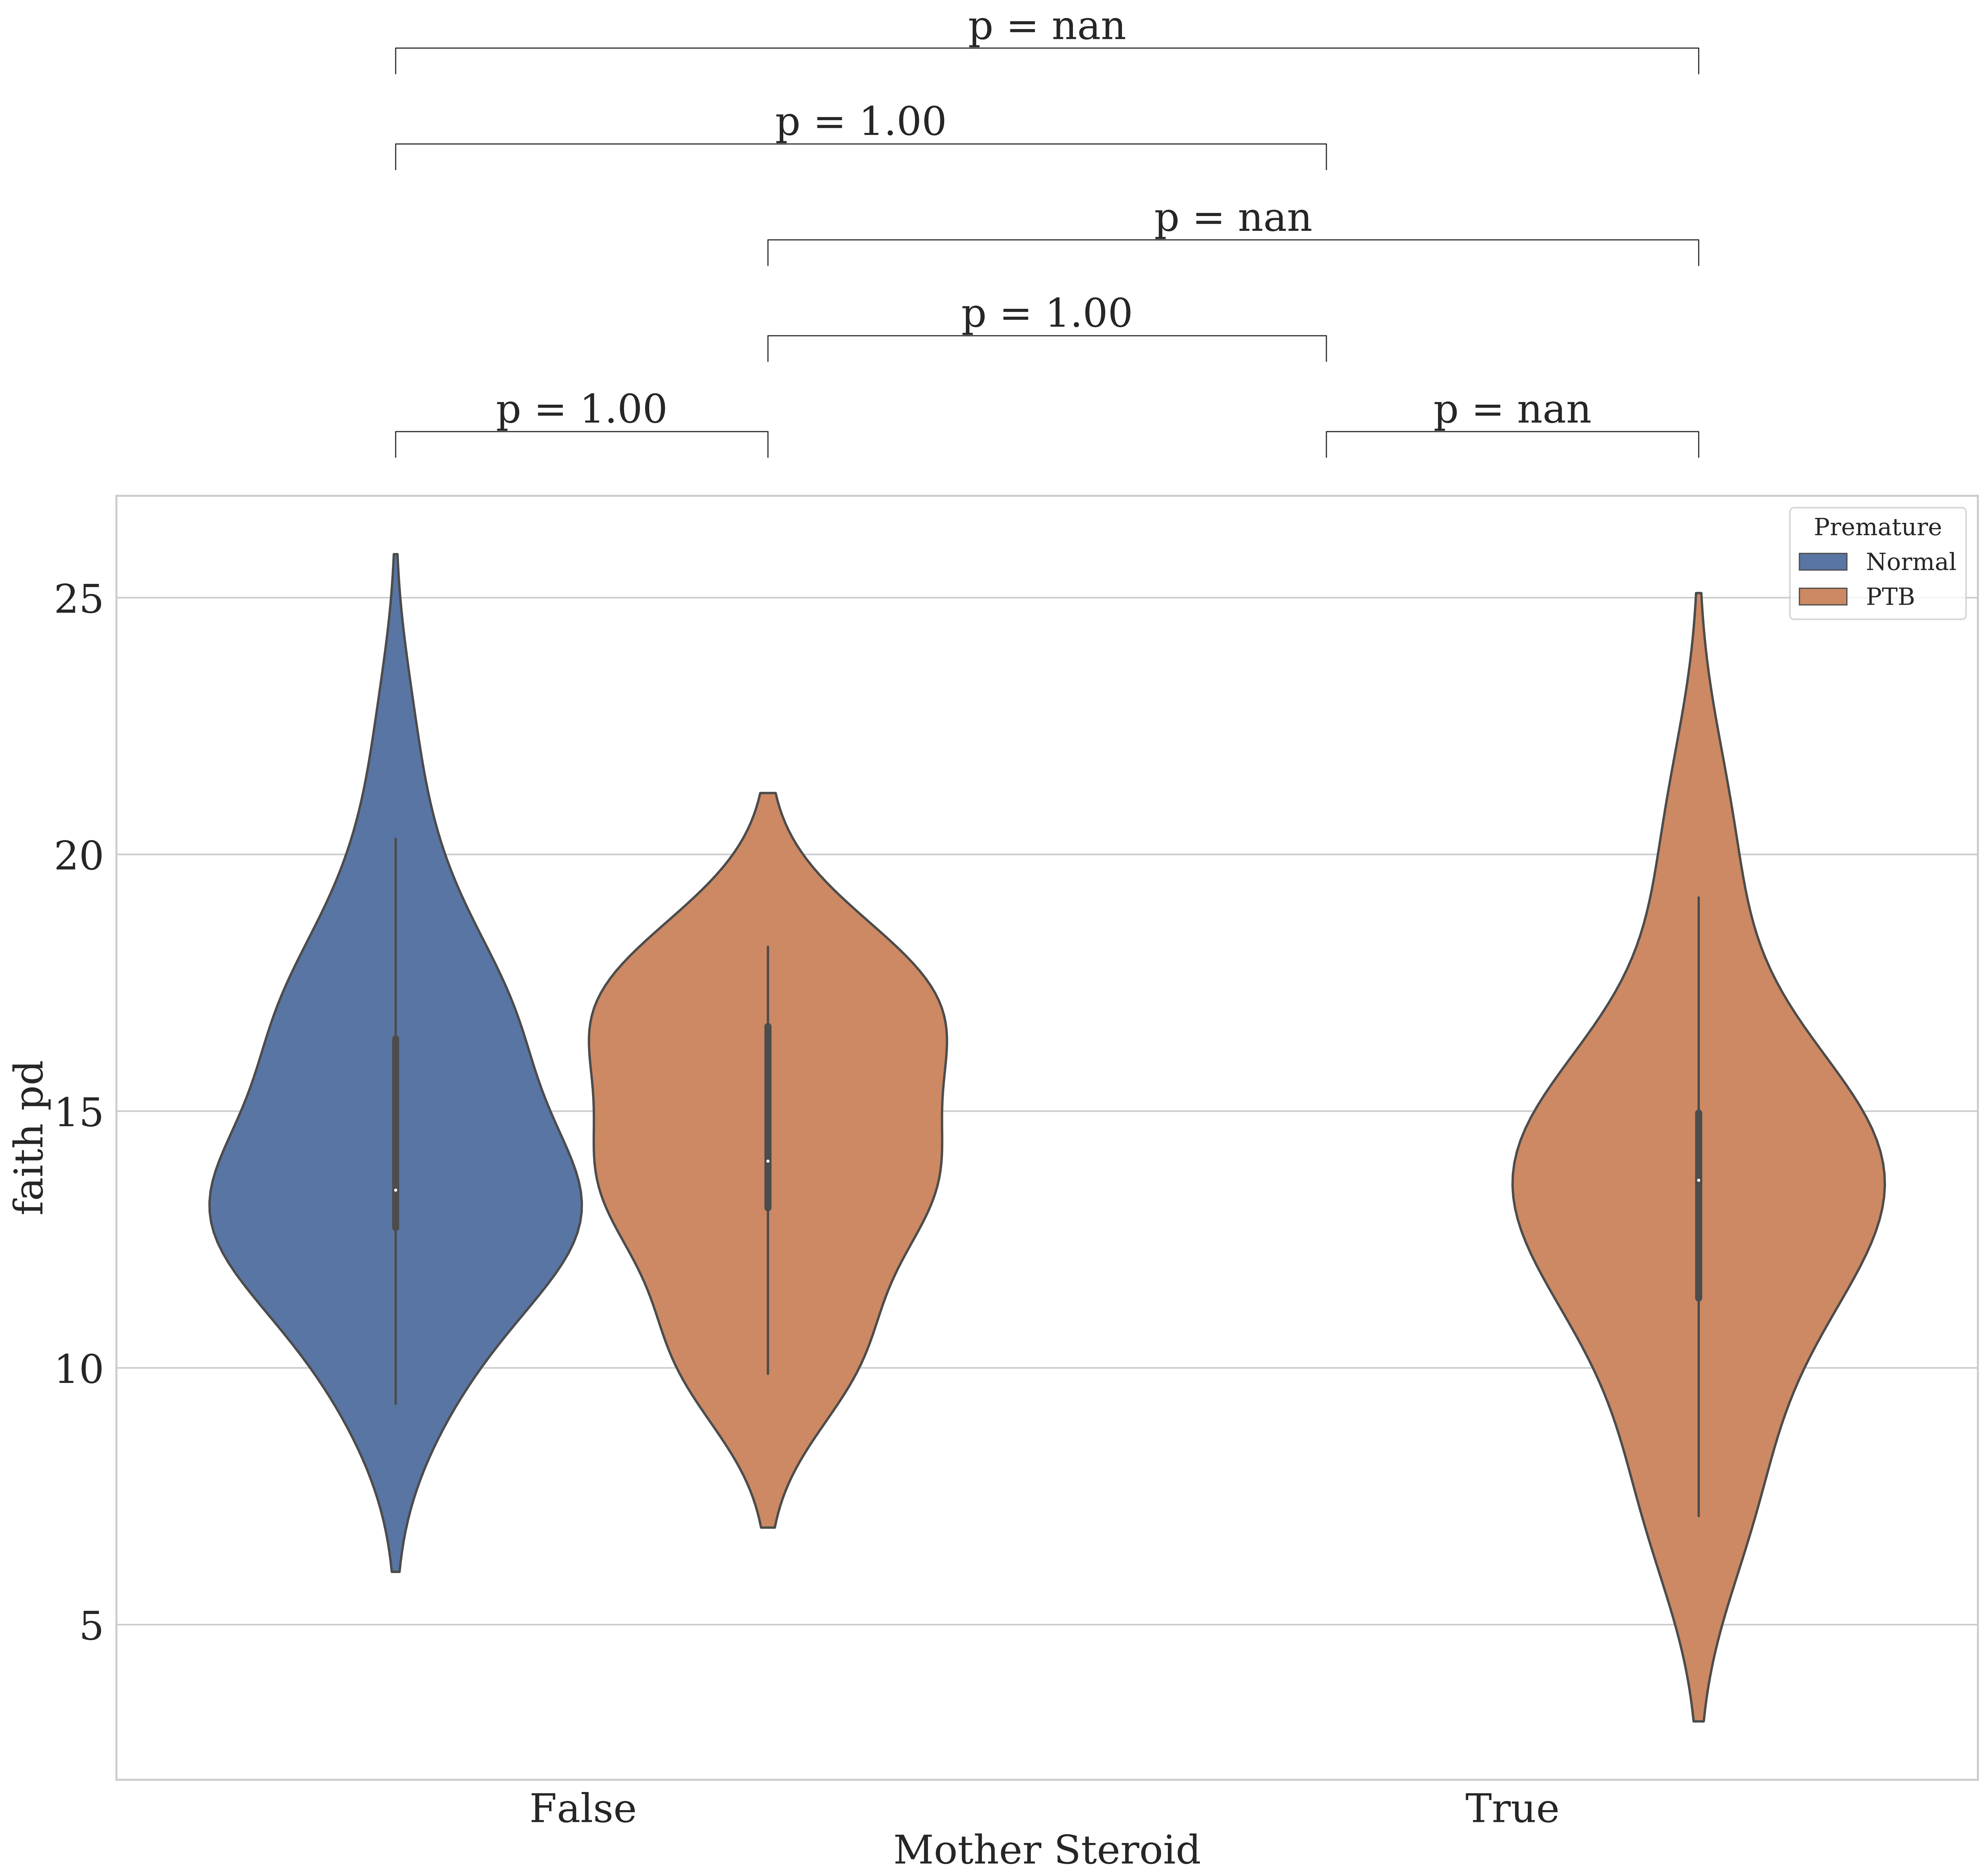 p = nan
p = 1.00
p = nan
p = 1.00
p = 1.00
p = nan
Premature
Normal
PTB
25
20
15
10
5
faith pd
False
True
Mother Steroid